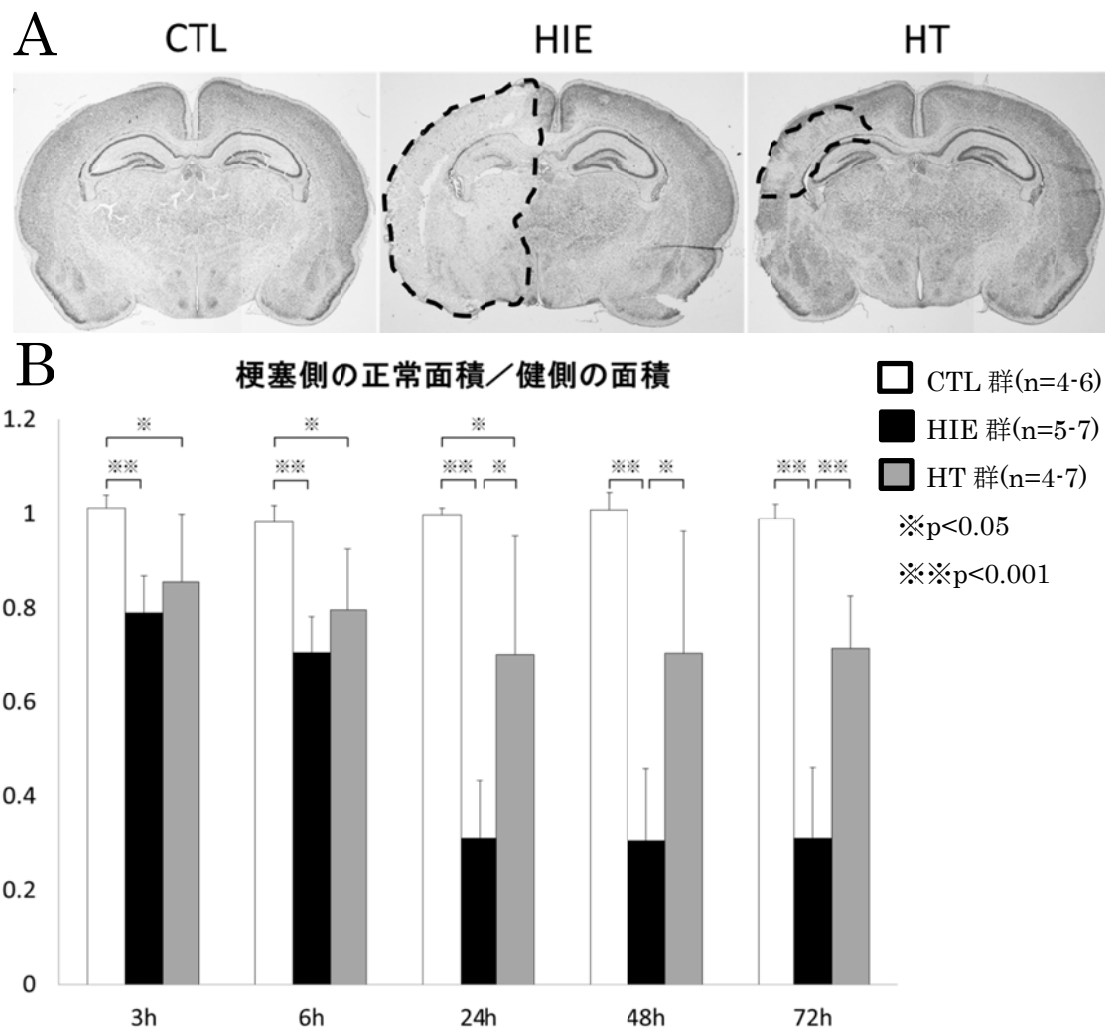 A
CTL
HIE
HT
B
梗塞側の正常面積／健側の面積
CTL 群(n=4-6)
HIE 群(n=5-7)
HT 群(n=4-7)
※p<0.05
※※p<0.001
1.2
1
0.8
0.6
0.4
0.2
0
※
※※
※
※※
※
※※
※
※※
※
※※
※※
3h
6h
24h
48h
72h